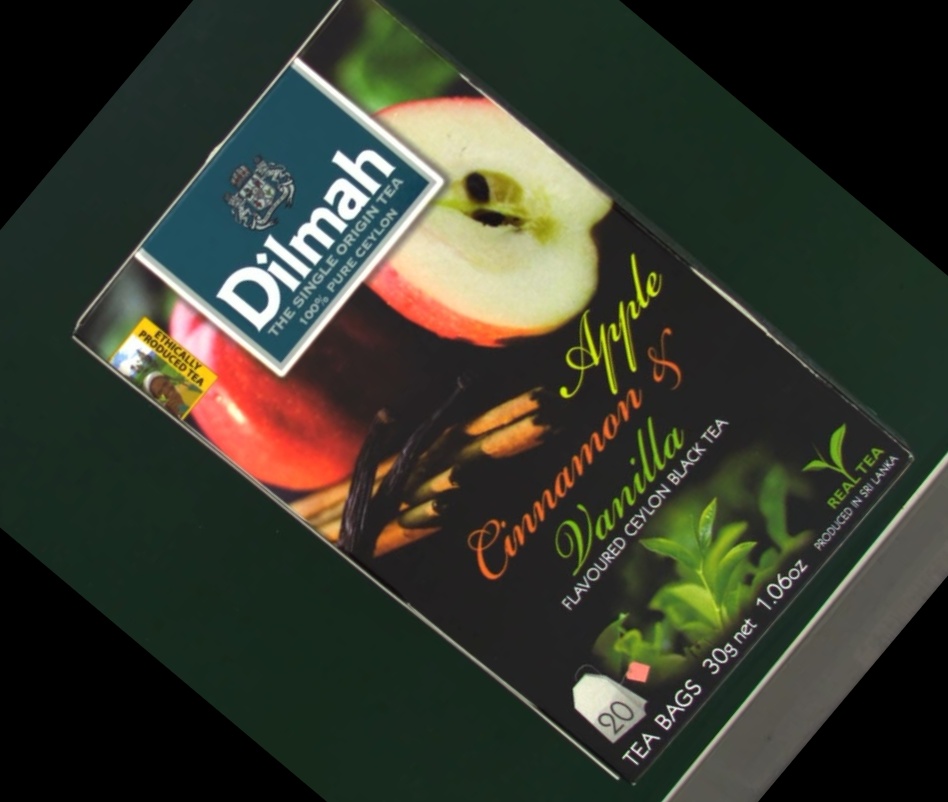 Dilmah
THE SINGLE ORIGIN TEA
100% PURE CEYLON
ETHICALLY
PRODUCED TEA
Apple
Cinnamon &
Vanilla
FLAVOURED CEYLON BLACK TEA
REAL TEA
PRODUCED IN SRI LANKA
20
TEA BAGS 30g net 1.06oz